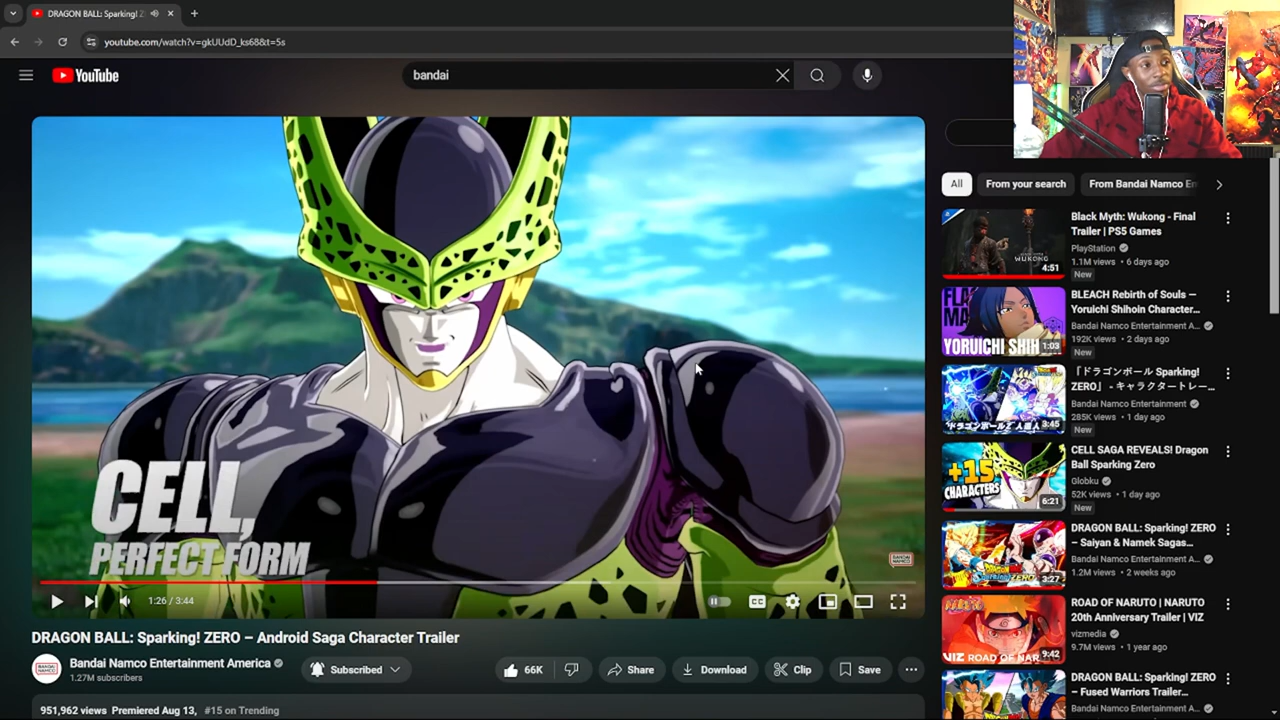 DRAGON BALL: Sparking! Z
youtube.com/watch?v=gkUUdD_ks68&t=5s
YouTube
bandai
CELL,
PERFECT FORM
1:26 / 3:44
CC
DRAGON BALL: Sparking! ZERO – Android Saga Character Trailer
Bandai Namco Entertainment America
1.27M subscribers
Subscribed
66K
Share
Download
Clip
Save
951,962 views Premiered Aug 13, #15 on Trending
All
From your search
From Bandai Namco En
WUKONG
4:51
Black Myth: Wukong - Final
Trailer | PS5 Games
PlayStation
1.1M views • 6 days ago
New
YORUICHI SHIH
1:03
BLEACH Rebirth of Souls —
Yoruichi Shihoin Character...
Bandai Namco Entertainment A...
192K views • 2 days ago
New
3:45
「ドラゴンボール Sparking!
ZERO」 - キャラクタートレー...
Bandai Namco Entertainment
285K views • 1 day ago
New
+15
CHARACTERS
6:21
CELL SAGA REVEALS! Dragon
Ball Sparking Zero
Globku
52K views • 1 day ago
New
3:27
DRAGON BALL: Sparking! ZERO
– Saiyan & Namek Sagas...
Bandai Namco Entertainment A...
1.2M views • 2 weeks ago
VIZ ROAD OF NAR
9:42
ROAD OF NARUTO | NARUTO
20th Anniversary Trailer | VIZ
vizmedia
9.7M views • 1 year ago
DRAGON BALL: Sparking! ZERO
– Fused Warriors Trailer...
Bandai Namco Entertainment A...